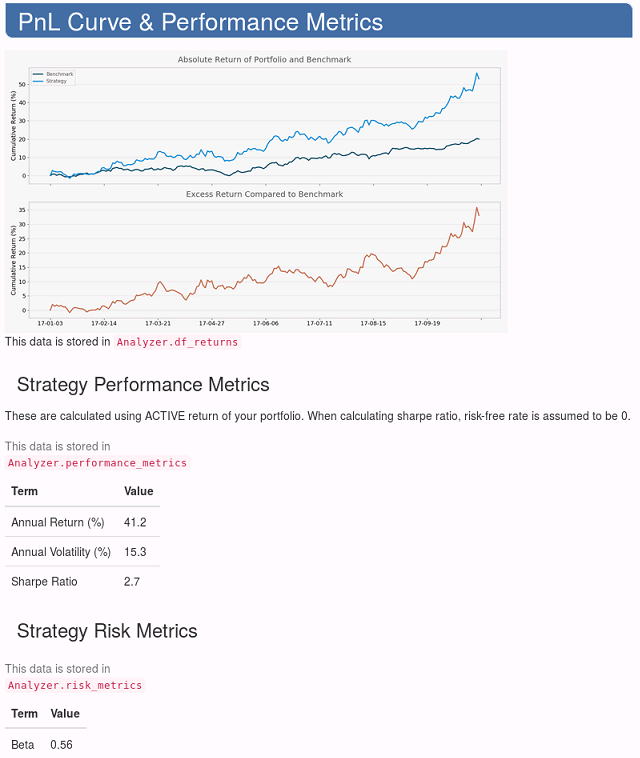 PnL Curve & Performance Metrics
Absolute Return of Portfolio and Benchmark
Benchmark
Strategy
Cumulative Return (%)
50
40
30
20
10
0
Excess Return Compared to Benchmark
Cumulative Return (%)
35
30
25
20
15
10
5
0
17-01-03 17-02-14 17-03-21 17-04-27 17-06-06 17-07-11 17-08-15 17-09-19
This data is stored in Analyzer.df_returns
Strategy Performance Metrics
These are calculated using ACTIVE return of your portfolio. When calculating sharpe ratio, risk-free rate is assumed to be 0.
This data is stored in
Analyzer.performance_metrics
Term Value
Annual Return (%) 41.2
Annual Volatility (%) 15.3
Sharpe Ratio 2.7
Strategy Risk Metrics
This data is stored in
Analyzer.risk_metrics
Term Value
Beta 0.56